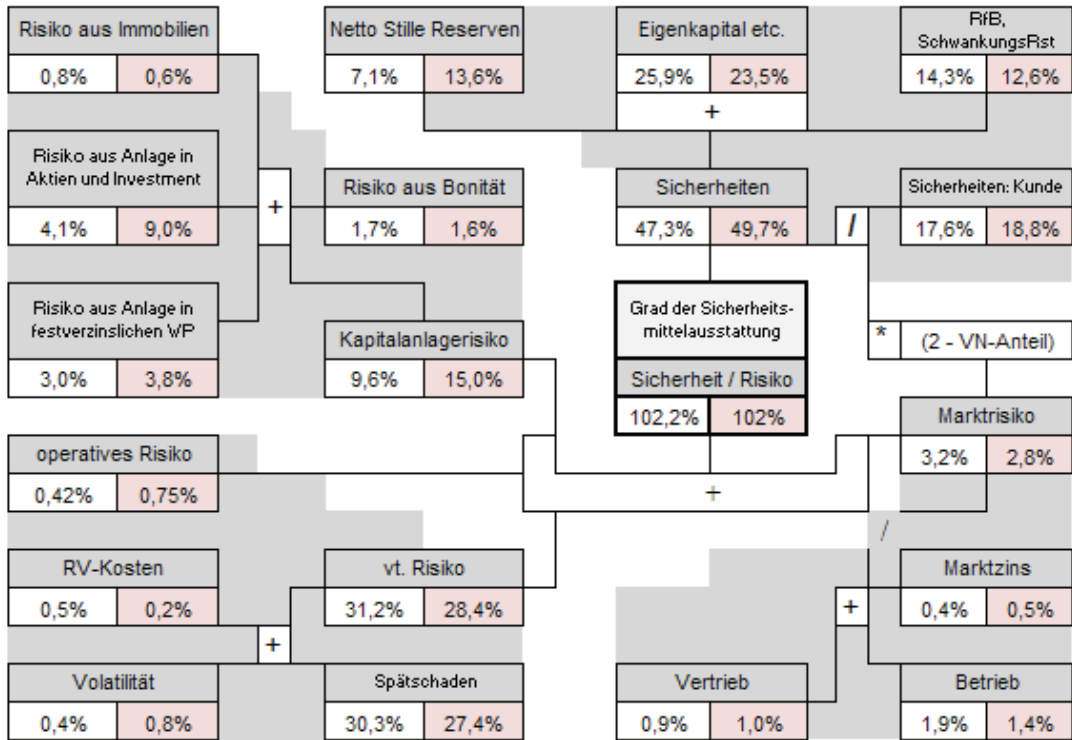 Risiko aus Immobilien
0,8% 0,6%
Netto Stille Reserven
7,1% 13,6%
Eigenkapital etc.
25,9% 23,5%
RfB,
SchwankungsRst
14,3% 12,6%
+
Risiko aus Anlage in
Aktien und Investment
4,1% 9,0%
+
Risiko aus Bonität
1,7% 1,6%
Sicherheiten
47,3% 49,7%
/
Sicherheiten: Kunde
17,6% 18,8%
Risiko aus Anlage in
festverzinslichen WP
3,0% 3,8%
Kapitalanlagerisiko
9,6% 15,0%
Grad der Sicherheits-
mittelausstattung
Sicherheit / Risiko
102,2% 102%
* (2 - VN-Anteil)
Marktrisiko
3,2% 2,8%
operatives Risiko
0,42% 0,75%
+
/
RV-Kosten
0,5% 0,2%
vt. Risiko
31,2% 28,4%
+
Marktzins
0,4% 0,5%
+
Volatilität
0,4% 0,8%
Spätschaden
30,3% 27,4%
Vertrieb
0,9% 1,0%
Betrieb
1,9% 1,4%